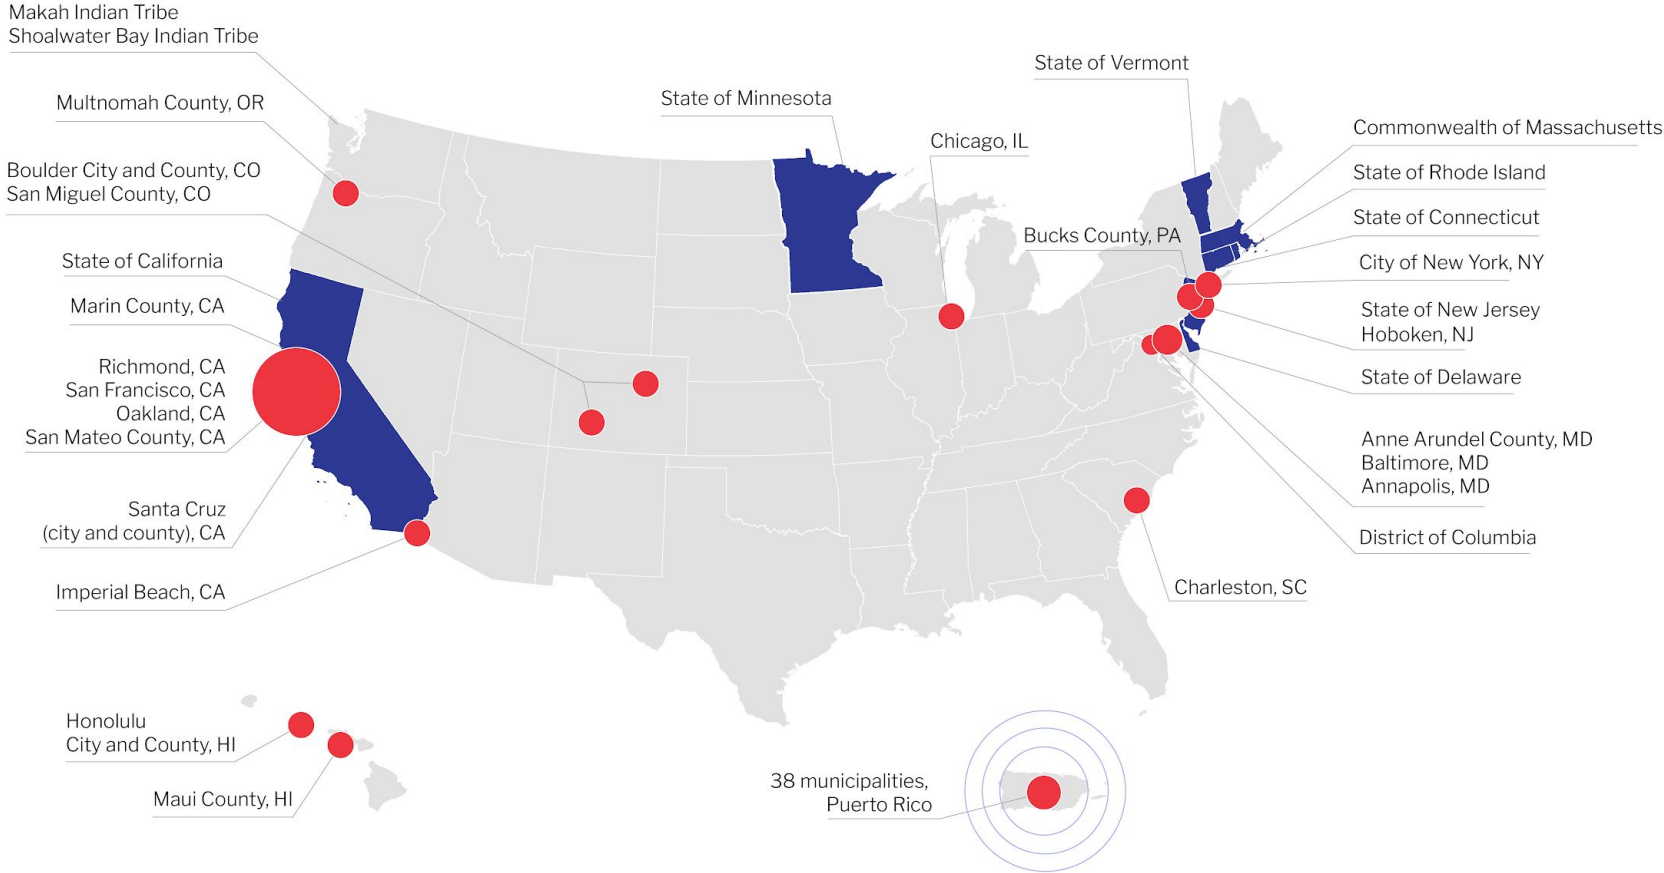 Makah Indian Tribe
Shoalwater Bay Indian Tribe
Multnomah County, OR
Boulder City and County, CO
San Miguel County, CO
State of California
Marin County, CA
Richmond, CA
San Francisco, CA
Oakland, CA
San Mateo County, CA
Santa Cruz
(city and county), CA
Imperial Beach, CA
Honolulu
City and County, HI
Maui County, HI
State of Minnesota
Chicago, IL
State of Vermont
Bucks County, PA
Commonwealth of Massachusetts
State of Rhode Island
State of Connecticut
City of New York, NY
State of New Jersey
Hoboken, NJ
State of Delaware
Anne Arundel County, MD
Baltimore, MD
Annapolis, MD
District of Columbia
Charleston, SC
38 municipalities,
Puerto Rico